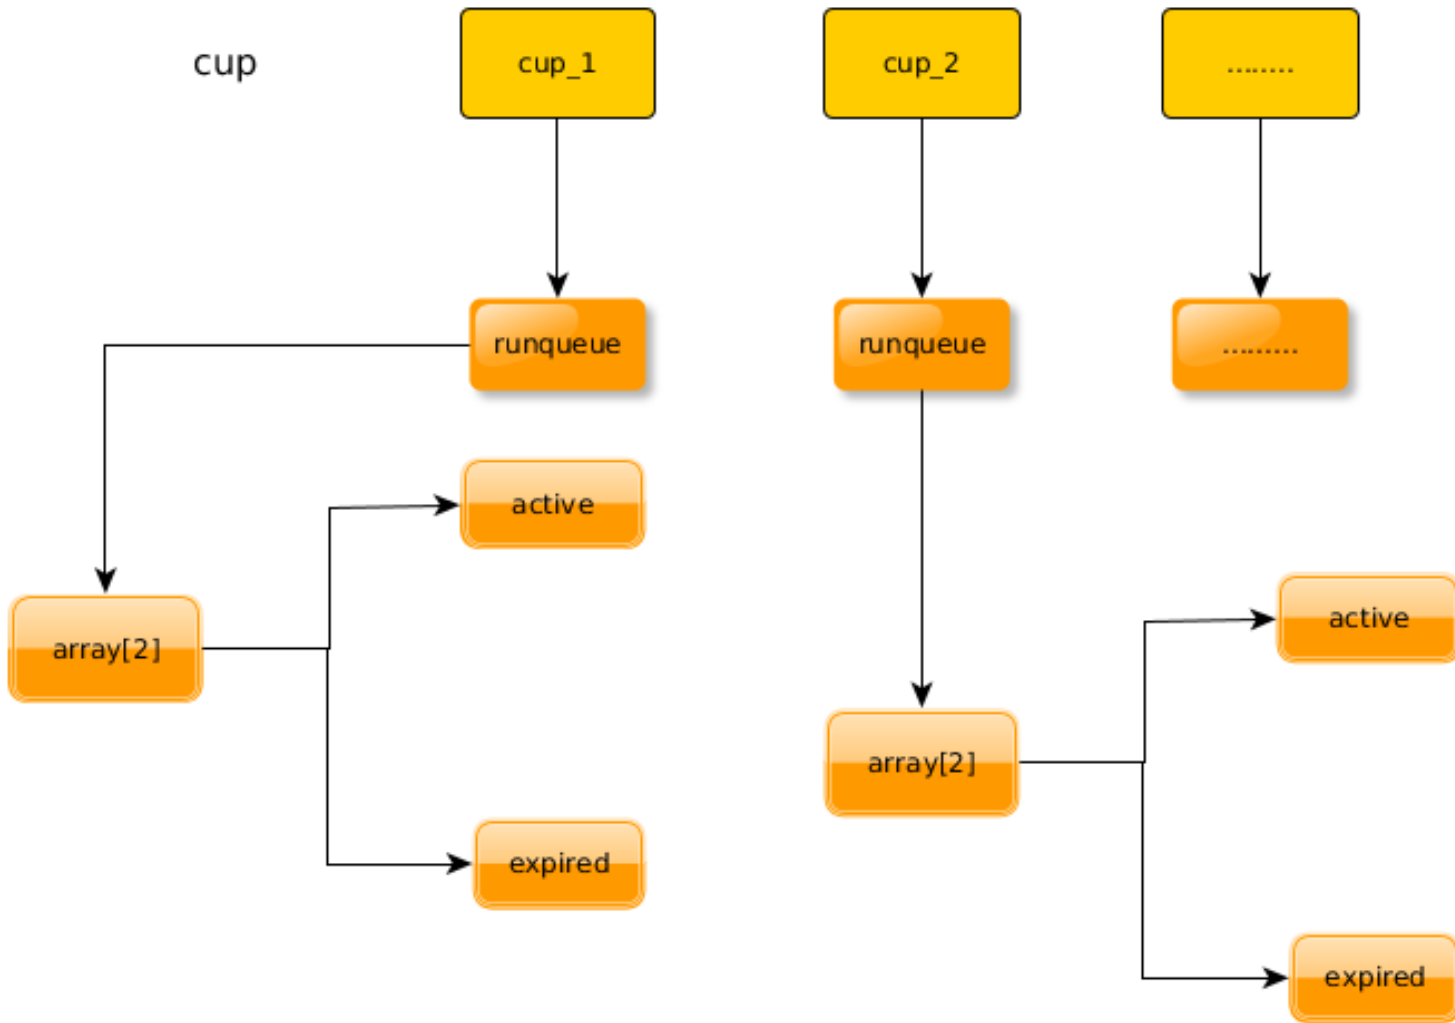 cup
cup_1
cup_2
........
runqueue
runqueue
.........
active
array[2]
active
array[2]
expired
expired